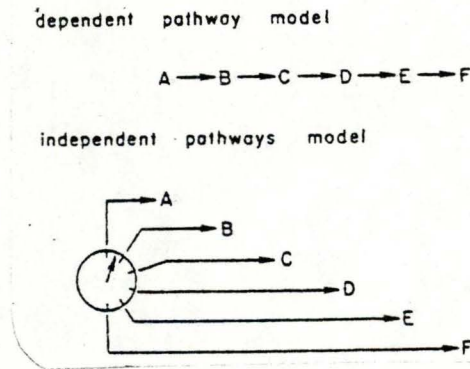 dependent pathway model
A → B → C → D → E → F
independent pathways model
A
B
C
D
E
F